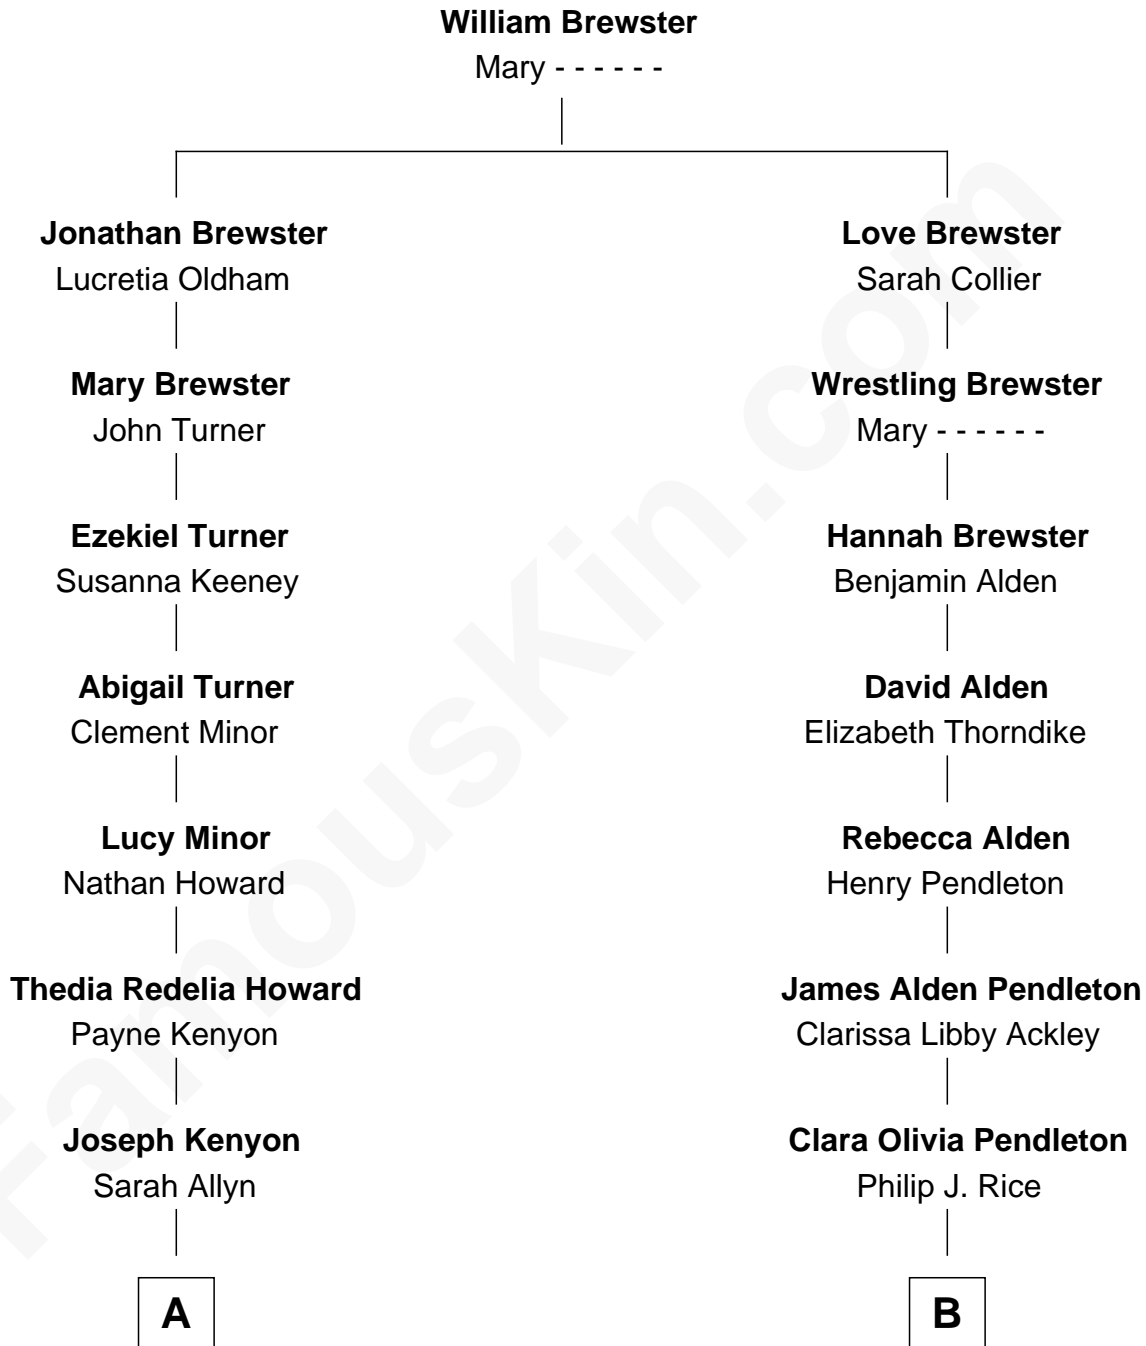 William Brewster
Mary - - - - - -
Jonathan Brewster
Lucretia Oldham
Love Brewster
Sarah Collier
Mary Brewster
John Turner
Wrestling Brewster
Mary - - - - - -
Ezekiel Turner
Susanna Keeney
Hannah Brewster
Benjamin Alden
Abigail Turner
Clement Minor
David Alden
Elizabeth Thorndike
Lucy Minor
Nathan Howard
Rebecca Alden
Henry Pendleton
Thedia Redelia Howard
Payne Kenyon
James Alden Pendleton
Clarissa Libby Ackley
Joseph Kenyon
Sarah Allyn
Clara Olivia Pendleton
Philip J. Rice
A
B
FamousKin.com